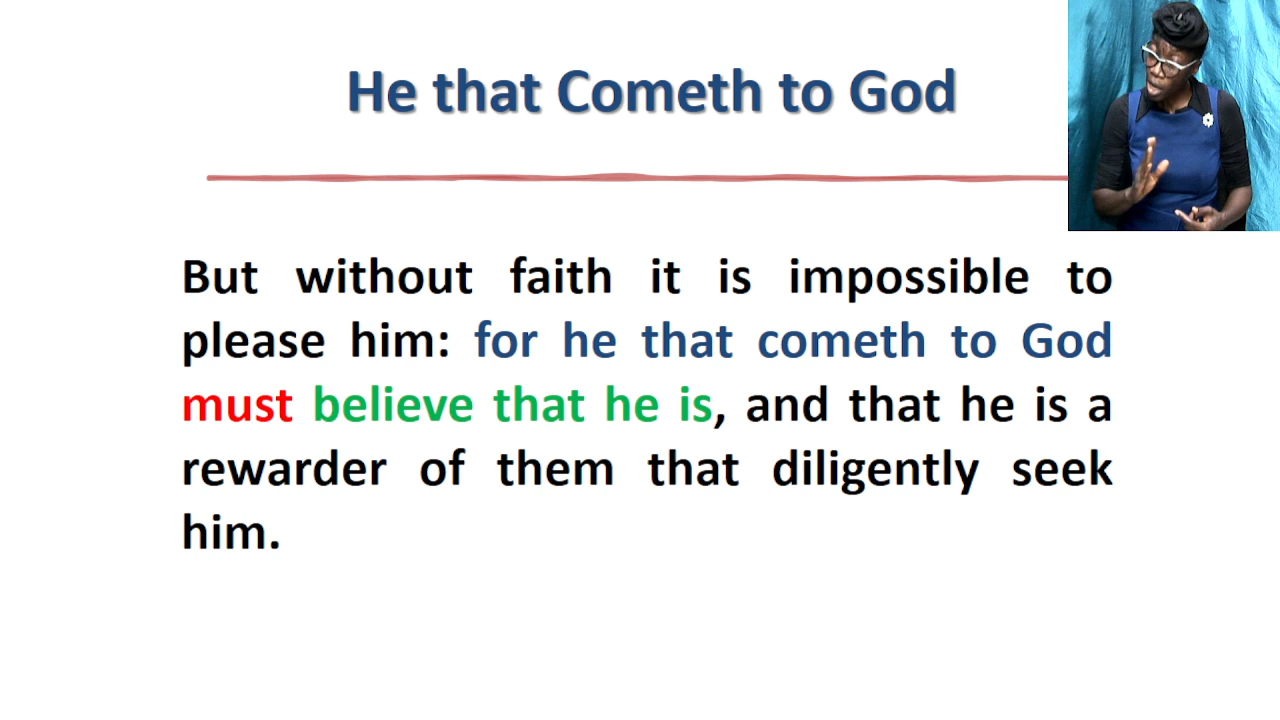 He that Cometh to God
But without faith it is impossible to
please him: for he that cometh to God
must believe that he is, and that he is a
rewarder of them that diligently seek
him.